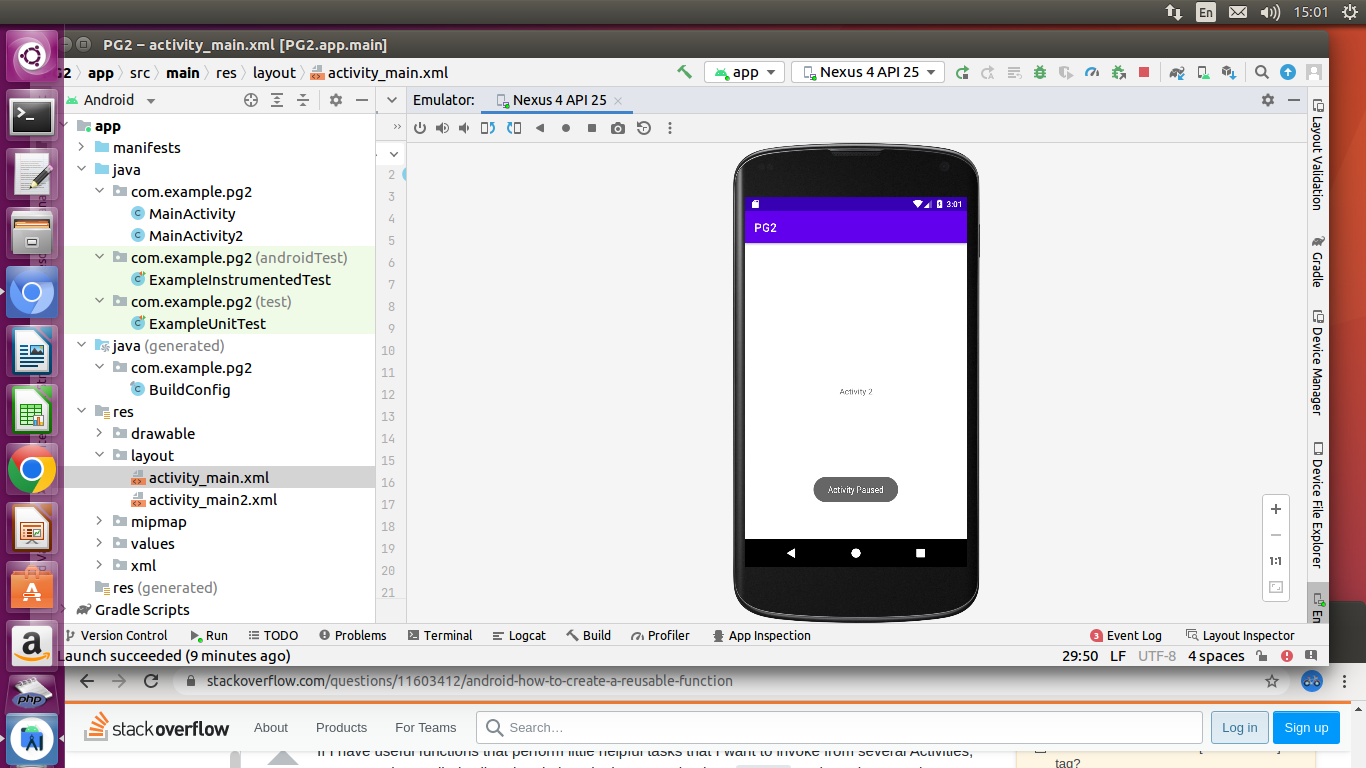 En
15:01
PG2 – activity_main.xml [PG2.app.main]
app
src
main
res
layout
activity_main.xml
app
Nexus 4 API 25
Android
Emulator:
Nexus 4 API 25
app
manifests
java
com.example.pg2
MainActivity
MainActivity2
com.example.pg2 (androidTest)
ExampleInstrumentedTest
com.example.pg2 (test)
ExampleUnitTest
java (generated)
com.example.pg2
BuildConfig
res
drawable
layout
activity_main.xml
activity_main2.xml
mipmap
values
xml
res (generated)
Gradle Scripts
2
3
4
5
6
7
8
9
10
11
12
13
14
15
16
17
18
19
20
21
3:01
PG2
Activity 2
Activity Paused
1:1
Layout Validation
Gradle
Device Manager
Device File Explorer
Version Control
Run
TODO
Problems
Terminal
Logcat
Build
Profiler
App Inspection
3 Event Log
Layout Inspector
Launch succeeded (9 minutes ago)
29:50
LF
UTF-8
4 spaces
stackoverflow.com/questions/11603412/android-how-to-create-a-reusable-function
stackoverflow
About
Products
For Teams
Search…
Log in
Sign up
If I have useful functions that perform little helpful tasks that I want to invoke from several Activities,
tag?